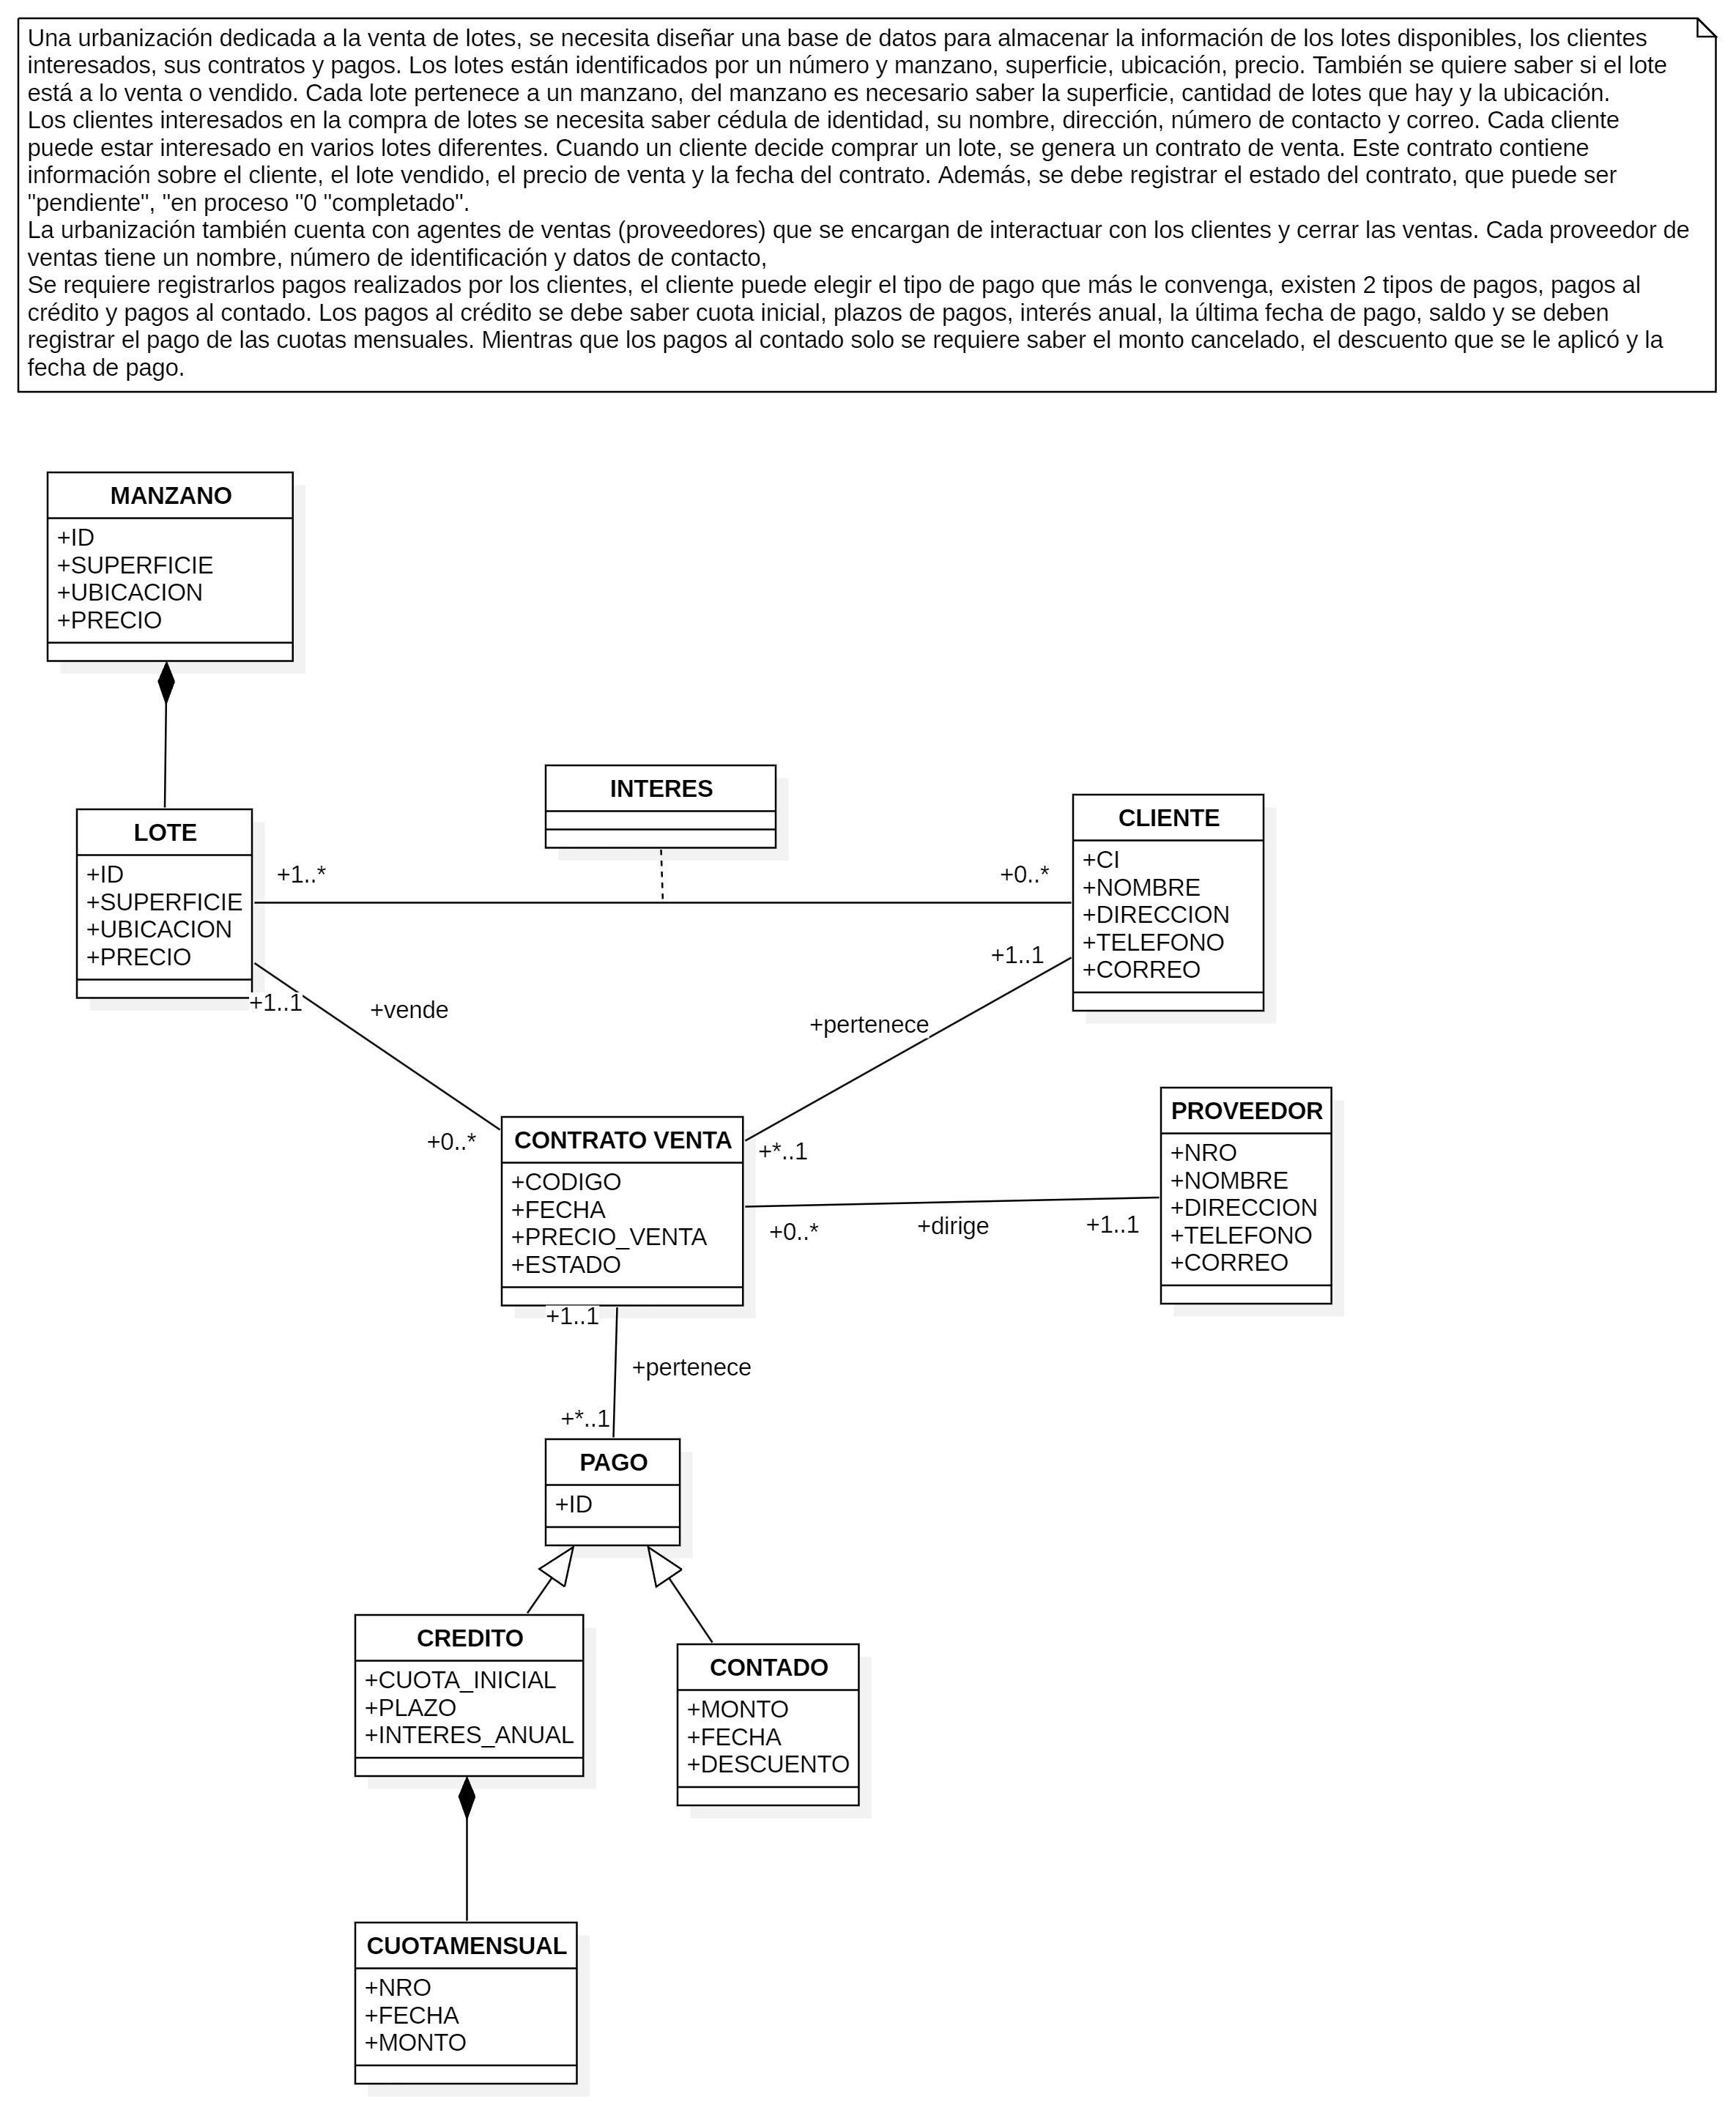 Una urbanización dedicada a la venta de lotes, se necesita diseñar una base de datos para almacenar la información de los lotes disponibles, los clientes
interesados, sus contratos y pagos. Los lotes están identificados por un número y manzano, superficie, ubicación, precio. También se quiere saber si el lote
está a lo venta o vendido. Cada lote pertenece a un manzano, del manzano es necesario saber la superficie, cantidad de lotes que hay y la ubicación.
Los clientes interesados en la compra de lotes se necesita saber cédula de identidad, su nombre, dirección, número de contacto y correo. Cada cliente
puede estar interesado en varios lotes diferentes. Cuando un cliente decide comprar un lote, se genera un contrato de venta. Este contrato contiene
información sobre el cliente, el lote vendido, el precio de venta y la fecha del contrato. Además, se debe registrar el estado del contrato, que puede ser
"pendiente", "en proceso "0 "completado".
La urbanización también cuenta con agentes de ventas (proveedores) que se encargan de interactuar con los clientes y cerrar las ventas. Cada proveedor de
ventas tiene un nombre, número de identificación y datos de contacto,
Se requiere registrarlos pagos realizados por los clientes, el cliente puede elegir el tipo de pago que más le convenga, existen 2 tipos de pagos, pagos al
crédito y pagos al contado. Los pagos al crédito se debe saber cuota inicial, plazos de pagos, interés anual, la última fecha de pago, saldo y se deben
registrar el pago de las cuotas mensuales. Mientras que los pagos al contado solo se requiere saber el monto cancelado, el descuento que se le aplicó y la
fecha de pago.
MANZANO
+ID
+SUPERFICIE
+UBICACION
+PRECIO
INTERES
LOTE
+ID
+SUPERFICIE
+UBICACION
+PRECIO
+1..*
+0..*
CLIENTE
+CI
+NOMBRE
+DIRECCION
+TELEFONO
+CORREO
+1..1
+vende
+0..*
+1..1
+pertenece
+*..1
CONTRATO VENTA
+CODIGO
+FECHA
+PRECIO_VENTA
+ESTADO
+0..*
+dirige
+1..1
PROVEEDOR
+NRO
+NOMBRE
+DIRECCION
+TELEFONO
+CORREO
+1..1
+pertenece
+*..1
PAGO
+ID
CREDITO
+CUOTA_INICIAL
+PLAZO
+INTERES_ANUAL
CONTADO
+MONTO
+FECHA
+DESCUENTO
CUOTAMENSUAL
+NRO
+FECHA
+MONTO